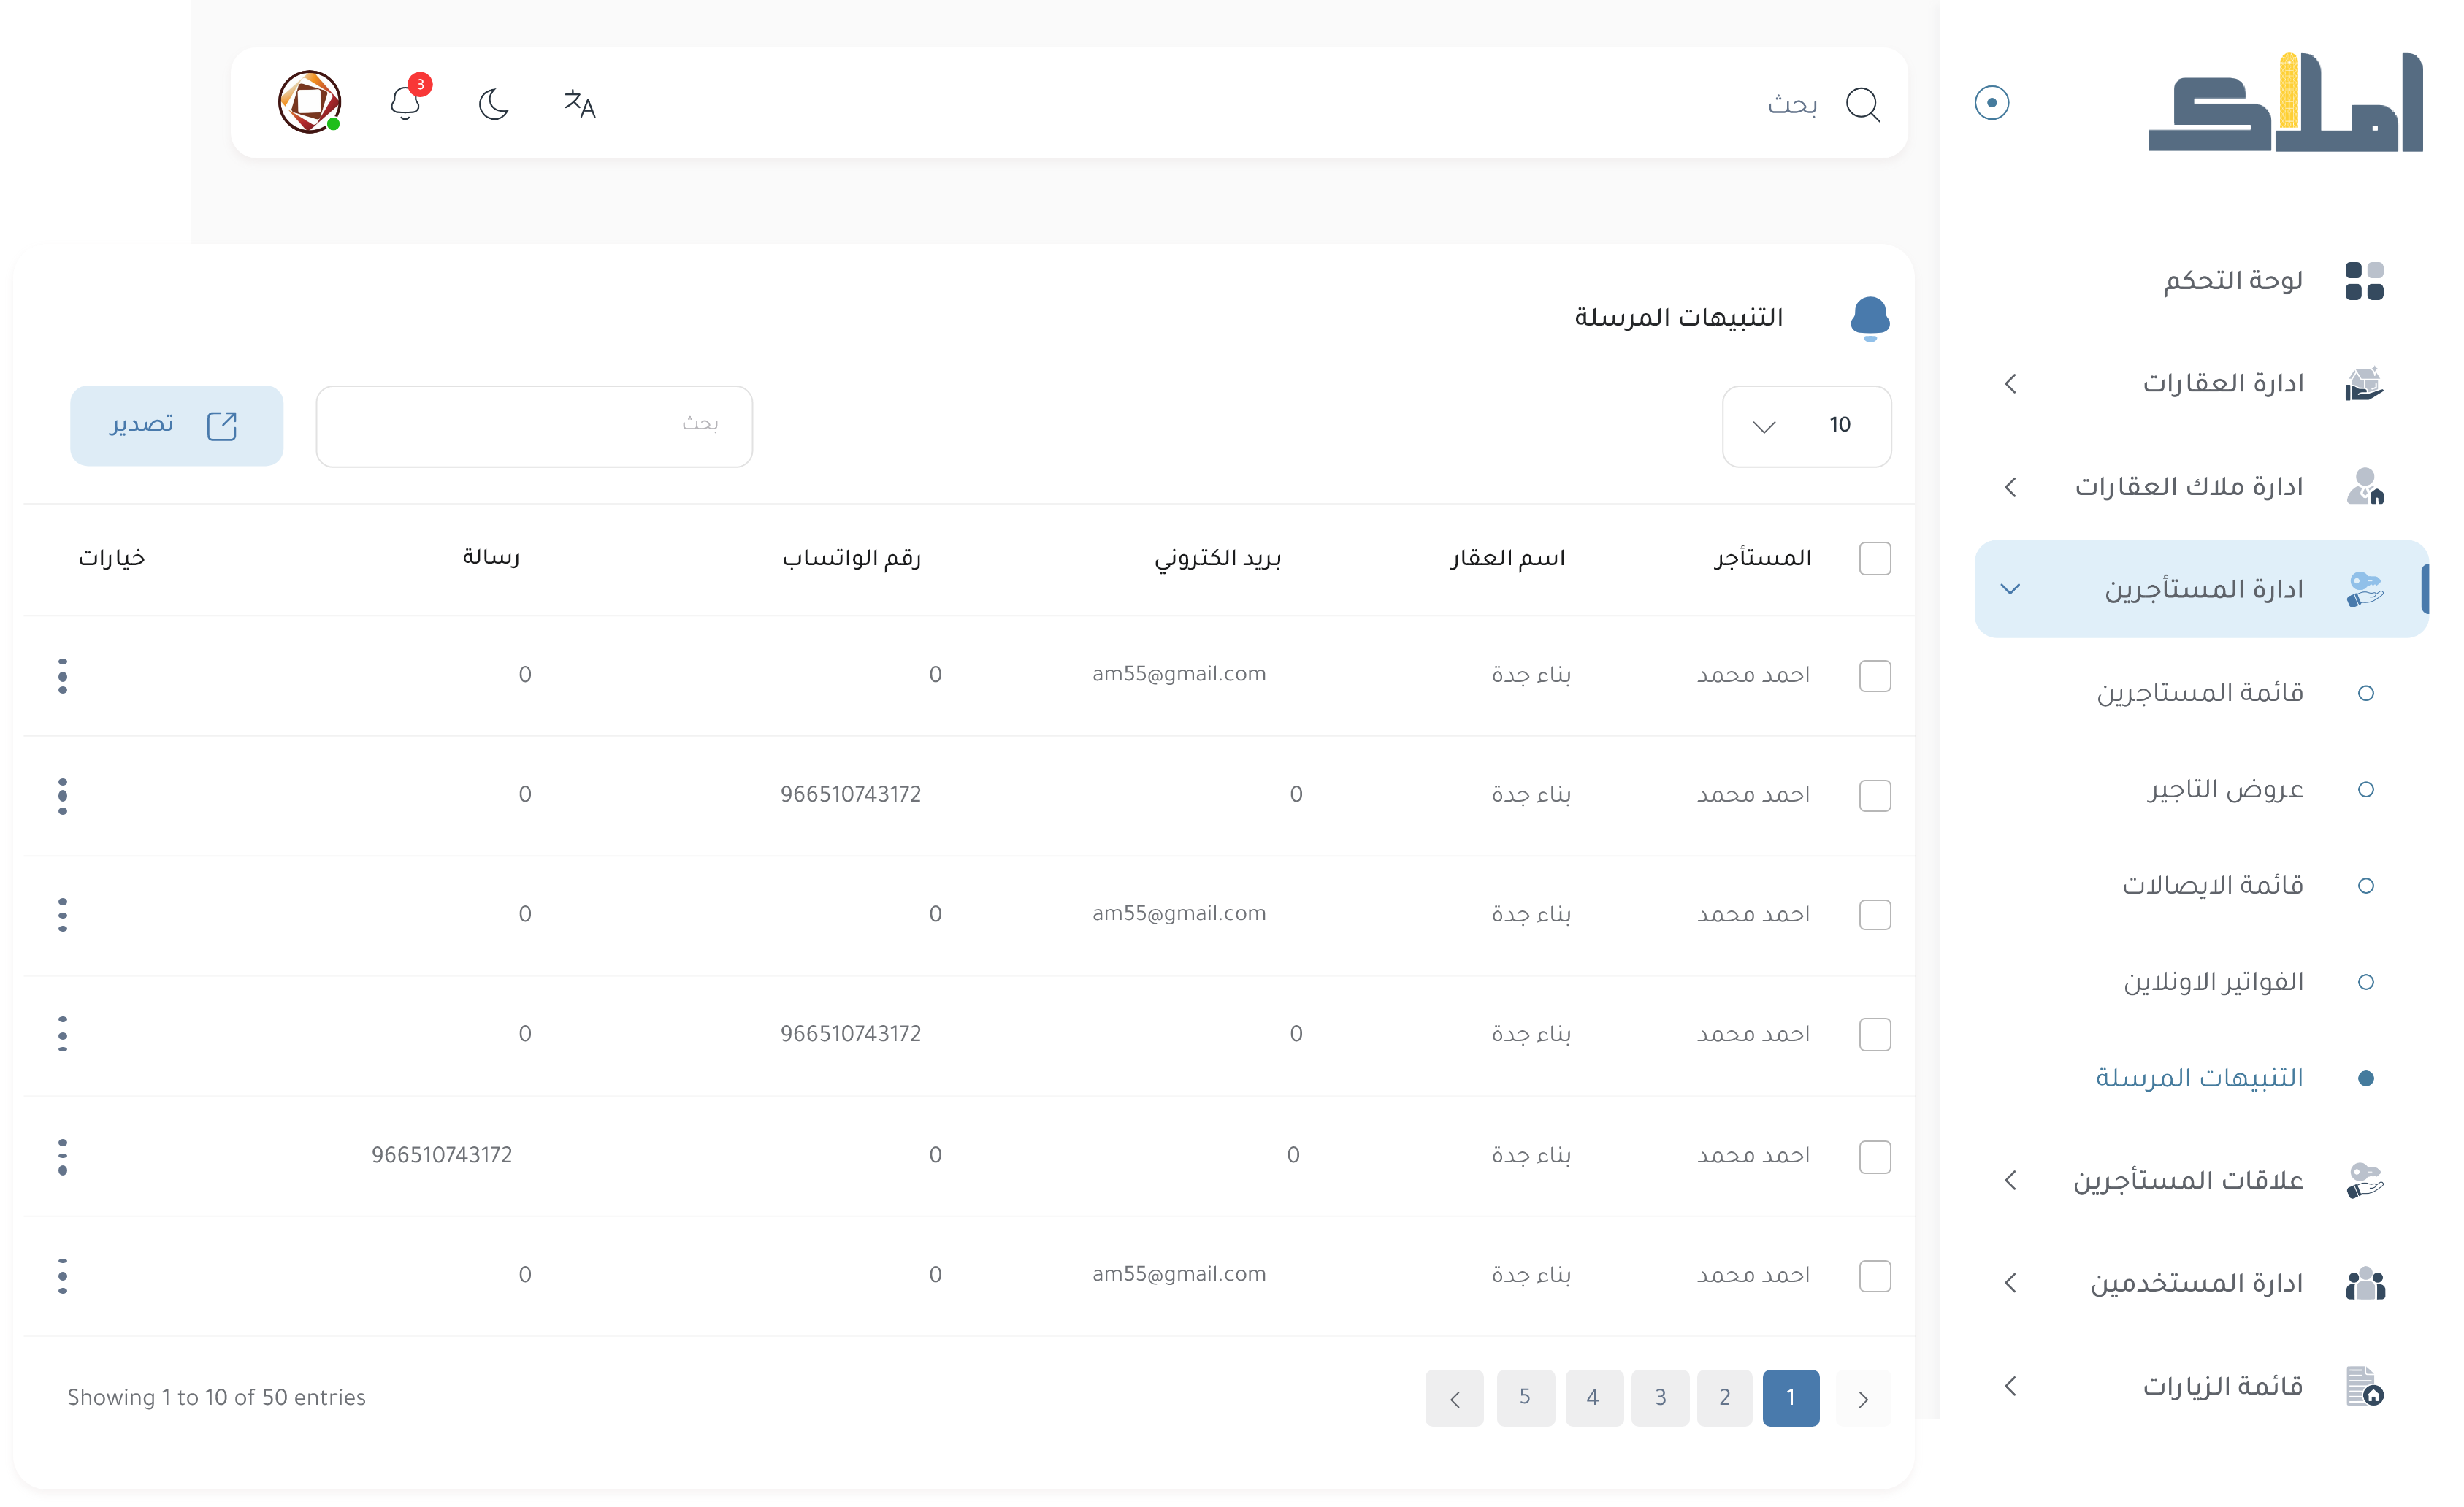 املاك
بحث
3
لوحة التحكم
ادارة العقارات
ادارة ملاك العقارات
ادارة المستأجرين
قائمة المستاجرين
عروض التاجير
قائمة الايصالات
الفواتير الاونلاين
التنبيهات المرسلة
علاقات المستأجرين
ادارة المستخدمين
قائمة الزيارات
التنبيهات المرسلة
10
بحث
تصدير
المستأجر اسم العقار بريد الكتروني رقم الواتساب رسالة خيارات
احمد محمد بناء جدة am55@gmail.com 0 0
احمد محمد بناء جدة 0 966510743172 0
احمد محمد بناء جدة am55@gmail.com 0 0
احمد محمد بناء جدة 0 966510743172 0
احمد محمد بناء جدة 0 0 966510743172
احمد محمد بناء جدة am55@gmail.com 0 0
1 2 3 4 5
Showing 1 to 10 of 50 entries